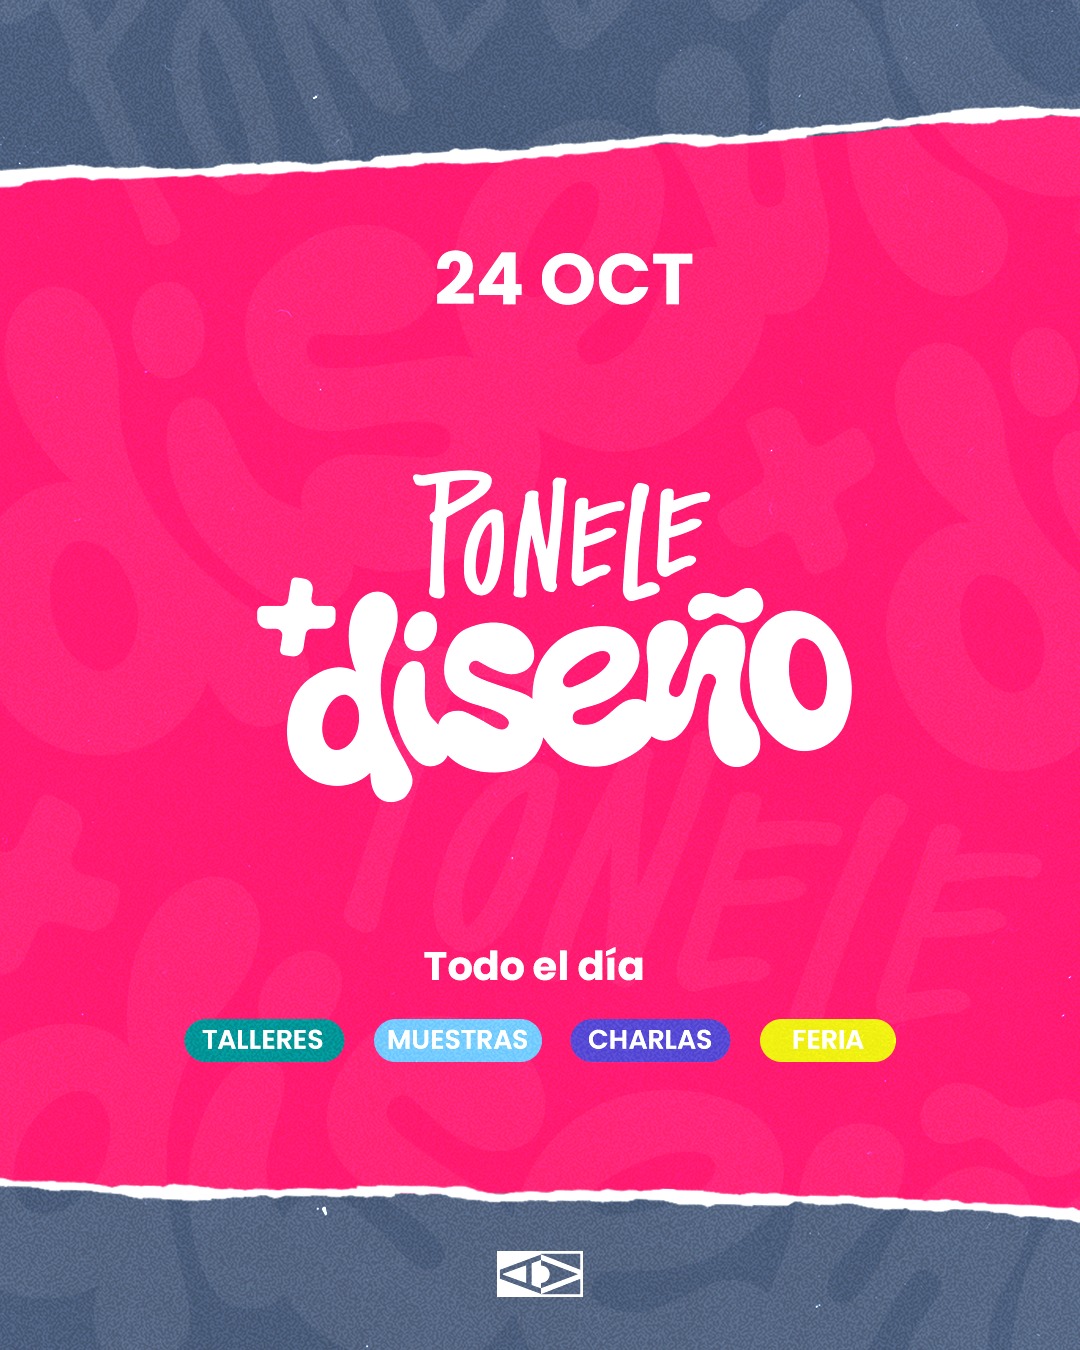 24 OCT
PONELE
+diseño
Todo el día
TALLERES MUESTRAS CHARLAS FERIA